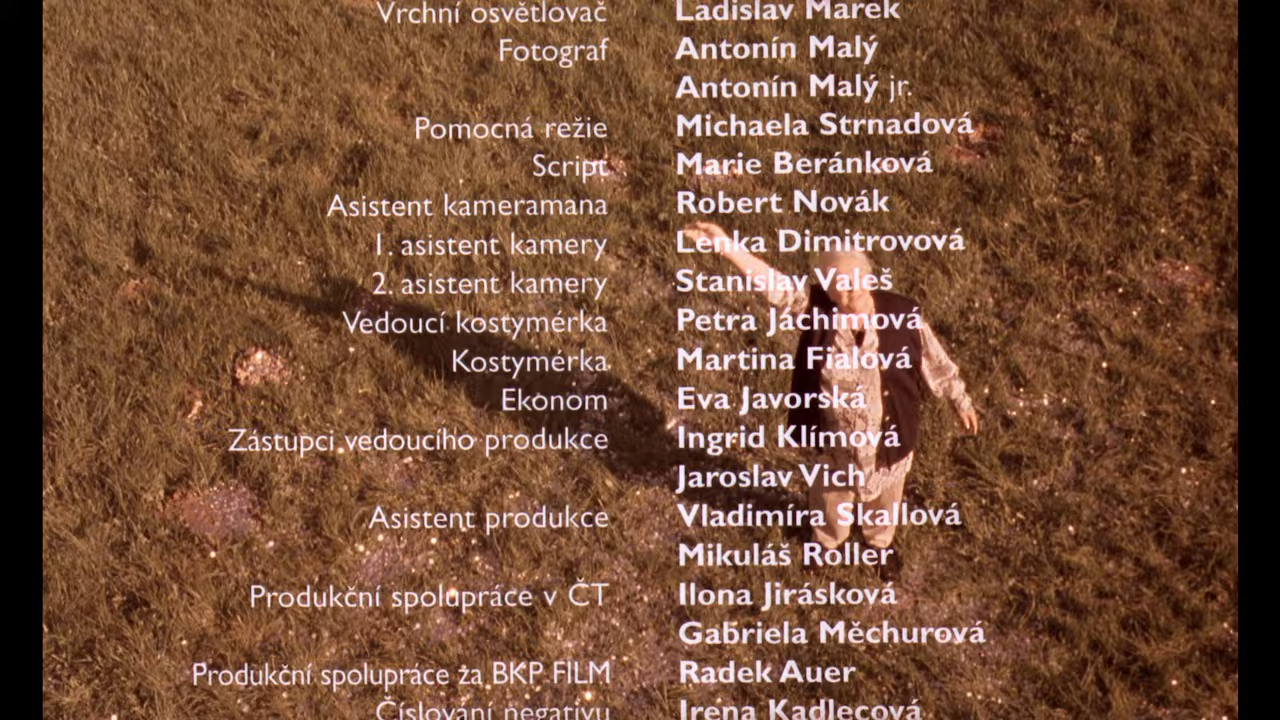 Vrchní osvětlovač Ladislav Marek
Fotograf Antonín Malý
Antonín Malý jr.
Pomocná režie Michaela Strnadová
Script Marie Beránková
Asistent kameramana Robert Novák
1. asistent kamery Lenka Dimitrovová
2. asistent kamery Stanislav Valeš
Vedoucí kostymérka Petra Jáchimová
Kostymérka Martina Fialová
Ekonom Eva Javorská
Zástupci vedoucího produkce Ingrid Klímová
Jaroslav Vich
Asistent produkce Vladimíra Skallová
Mikuláš Roller
Produkční spolupráce v ČT Ilona Jirásková
Gabriela Měchurová
Produkční spolupráce za BKP FILM Radek Auer
Číslování negativu Irena Kadlecová